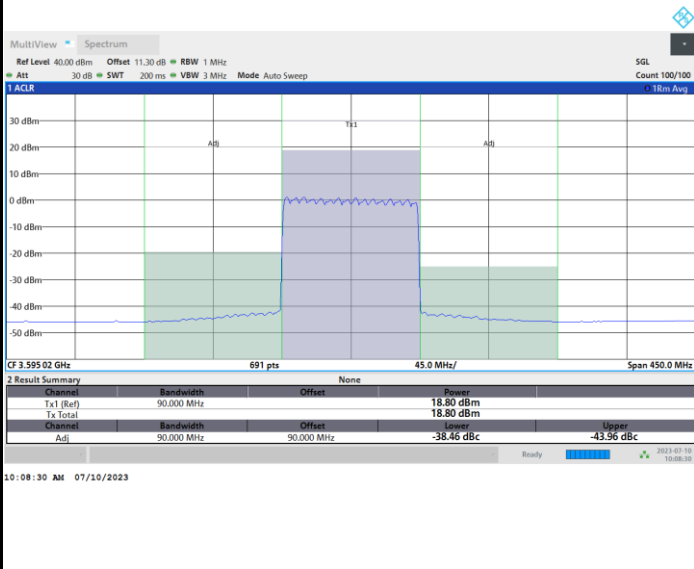 MultiView Spectrum
Ref Level 40.00 dBm Offset 11.30 dB RBW 1 MHz SGL
Att 30 dB SWT 200 ms VBW 3 MHz Mode Auto Sweep Count 100/100
1 ACLR 1Rm Avg
30 dBm
Tx1
20 dBm
Adj Adj
10 dBm
0 dBm
-10 dBm
-20 dBm
-30 dBm
-40 dBm
-50 dBm
CF 3.595 02 GHz 691 pts 45.0 MHz/ Span 450.0 MHz
2 Result Summary None
Channel Bandwidth Offset Power
Tx1 (Ref) 90.000 MHz 18.80 dBm
Tx Total 18.80 dBm
Channel Bandwidth Offset Lower Upper
Adj 90.000 MHz 90.000 MHz -38.46 dBc -43.96 dBc
Ready 2023-07-10
10:08:30
10:08:30 AM 07/10/2023